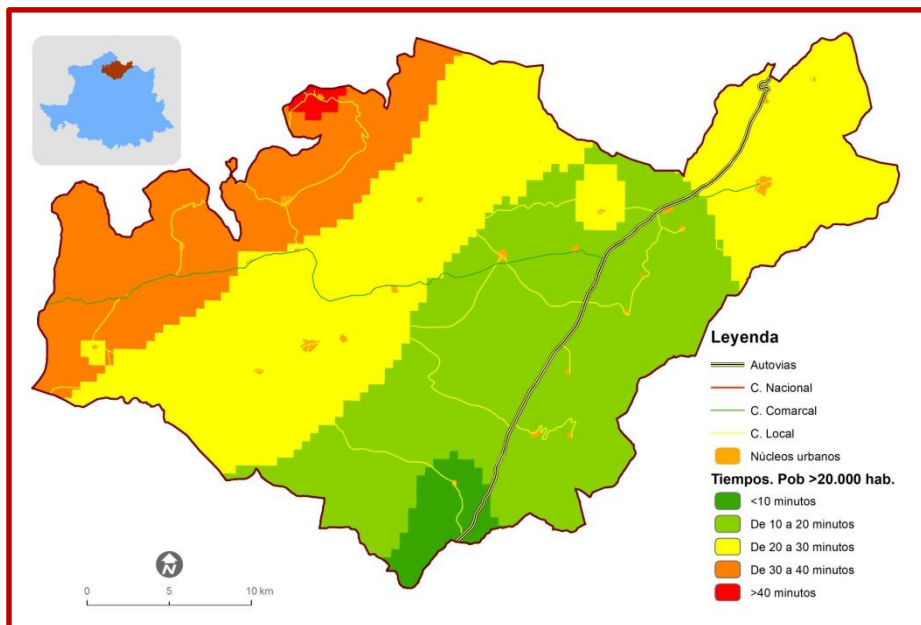 Leyenda
Autovias
C. Nacional
C. Comarcal
C. Local
Núcleos urbanos
Tiempos. Pob >20.000 hab.
<10 minutos
De 10 a 20 minutos
De 20 a 30 minutos
De 30 a 40 minutos
>40 minutos
N
0 5 10 km